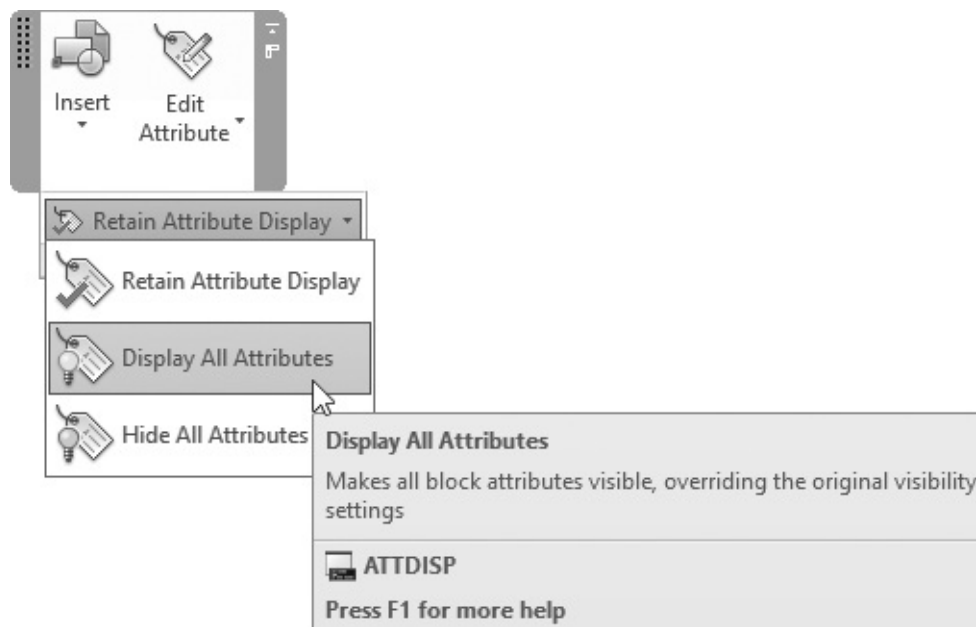 Insert
Edit
Attribute
Retain Attribute Display
Retain Attribute Display
Display All Attributes
Hide All Attributes
Display All Attributes
Makes all block attributes visible, overriding the original visibility
settings
ATTDISP
Press F1 for more help